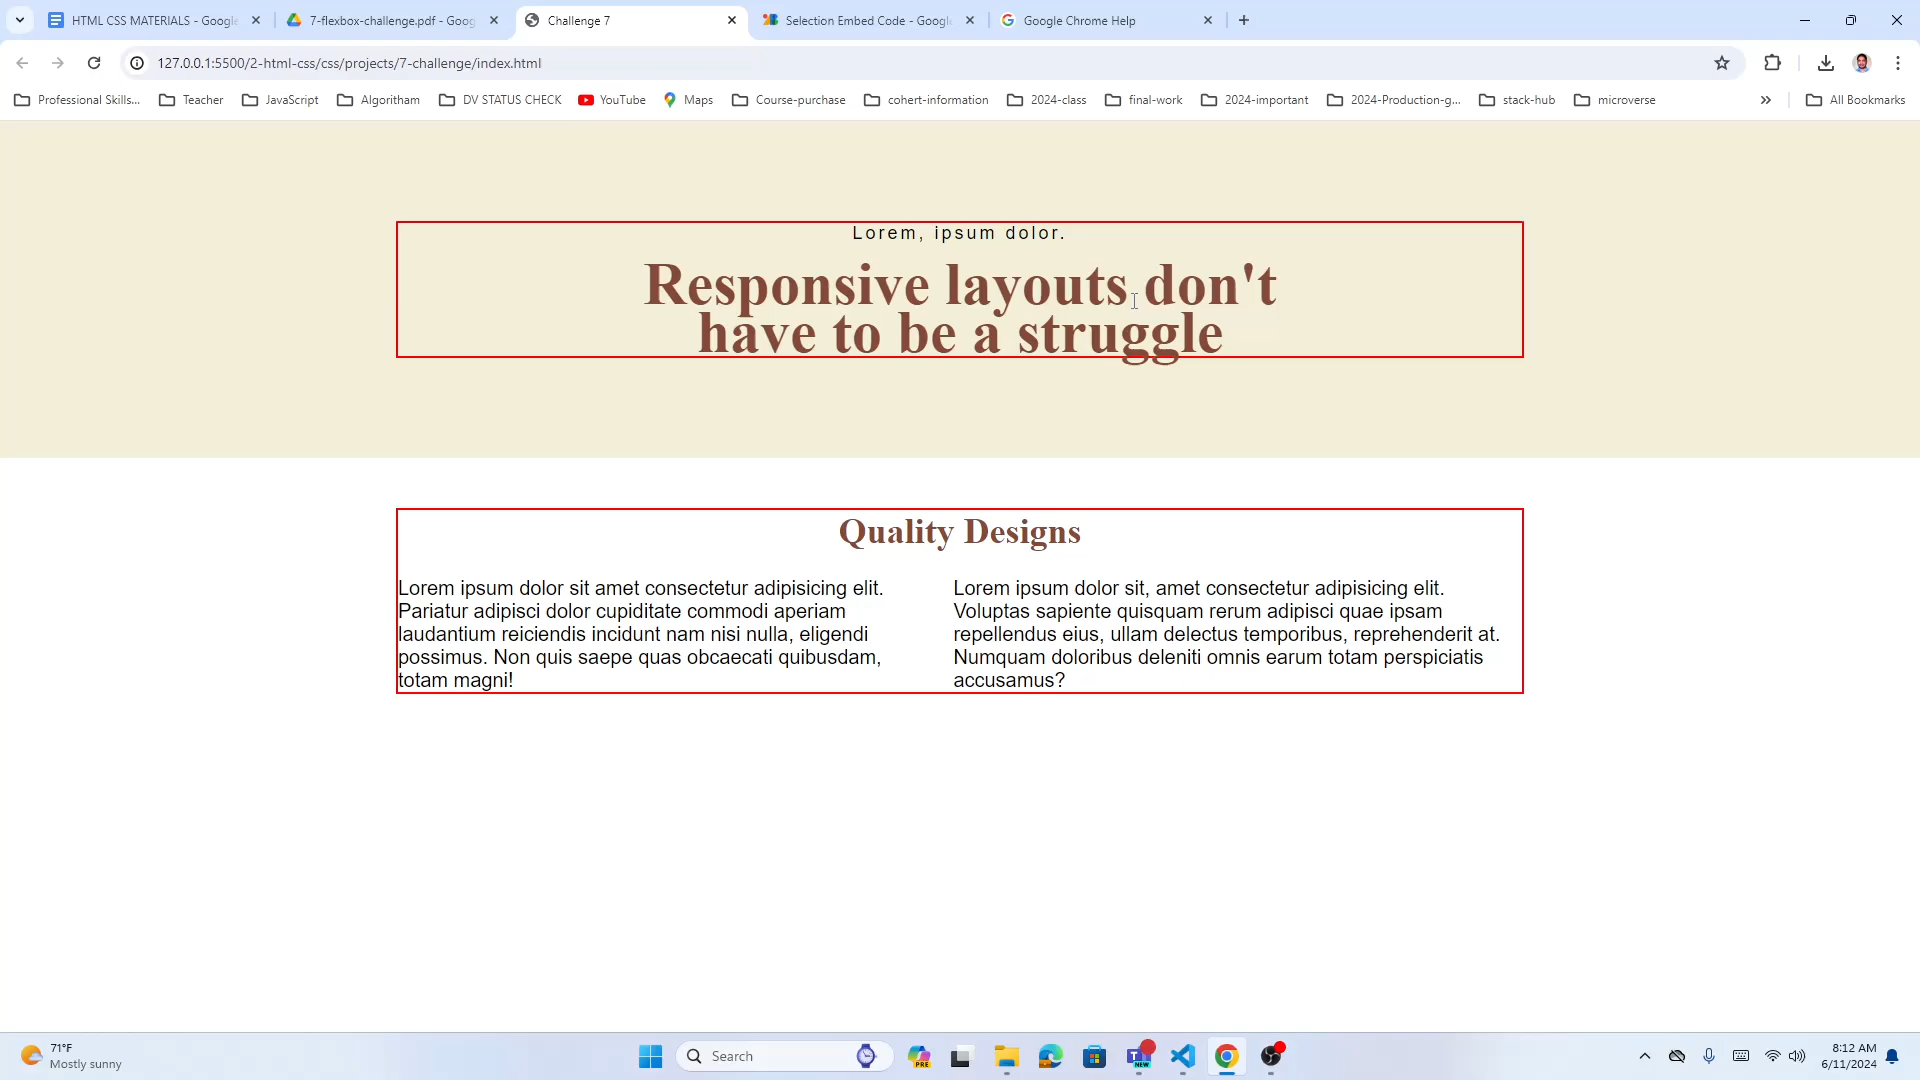 HTML CSS MATERIALS - Google
7-flexbox-challenge.pdf - Goog
Challenge 7
Selection Embed Code - Googl
Google Chrome Help
127.0.0.1:5500/2-html-css/css/projects/7-challenge/index.html
Professional Skills...
Teacher
JavaScript
Algoritham
DV STATUS CHECK
YouTube
Maps
Course-purchase
cohert-information
2024-class
final-work
2024-important
2024-Production-g...
stack-hub
microverse
All Bookmarks
Lorem, ipsum dolor.
Responsive layouts don't
have to be a struggle
Quality Designs
Lorem ipsum dolor sit amet consectetur adipisicing elit.
Pariatur adipisci dolor cupiditate commodi aperiam
laudantium reiciendis incidunt nam nisi nulla, eligendi
possimus. Non quis saepe quas obcaecati quibusdam,
totam magni!
Lorem ipsum dolor sit, amet consectetur adipisicing elit.
Voluptas sapiente quisquam rerum adipisci quae ipsam
repellendus eius, ullam delectus temporibus, reprehenderit at.
Numquam doloribus deleniti omnis earum totam perspiciatis
accusamus?
71°F
Mostly sunny
Search
PRE
NEW
8:12 AM
6/11/2024